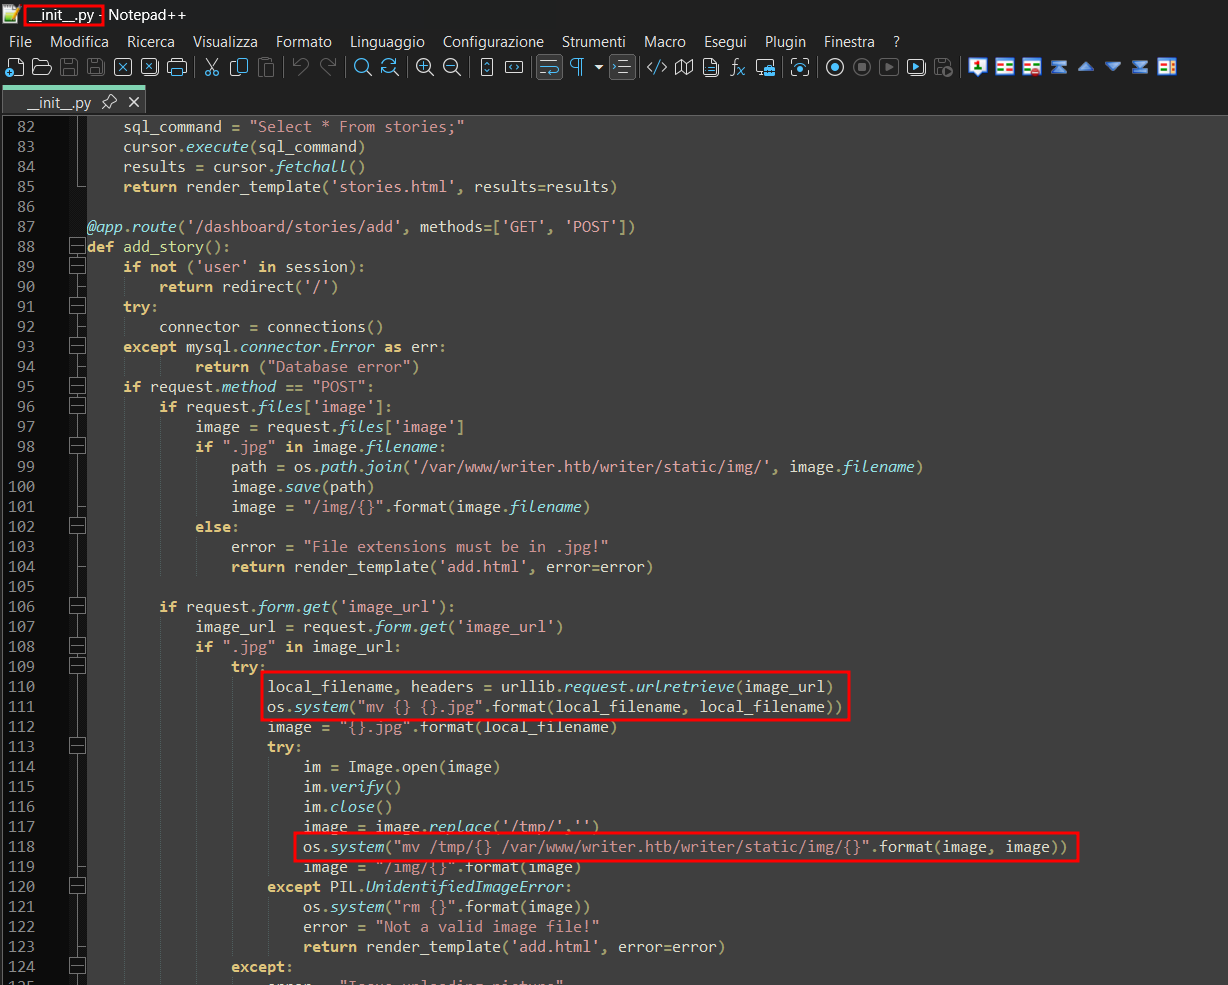 __init__.py - Notepad++
File Modifica Ricerca Visualizza Formato Linguaggio Configurazione Strumenti Macro Esegui Plugin Finestra ?
__init__.py
82 sql_command = "Select * From stories;"
83 cursor.execute(sql_command)
84 results = cursor.fetchall()
85 return render_template('stories.html', results=results)
86
87 @app.route('/dashboard/stories/add', methods=['GET', 'POST'])
88 def add_story():
89 if not ('user' in session):
90 return redirect('/')
91 try:
92 connector = connections()
93 except mysql.connector.Error as err:
94 return ("Database error")
95 if request.method == "POST":
96 if request.files['image']:
97 image = request.files['image']
98 if ".jpg" in image.filename:
99 path = os.path.join('/var/www/writer.htb/writer/static/img/', image.filename)
100 image.save(path)
101 image = "/img/{}".format(image.filename)
102 else:
103 error = "File extensions must be in .jpg!"
104 return render_template('add.html', error=error)
105
106 if request.form.get('image_url'):
107 image_url = request.form.get('image_url')
108 if ".jpg" in image_url:
109 try:
110 local_filename, headers = urllib.request.urlretrieve(image_url)
111 os.system("mv {} {}.jpg".format(local_filename, local_filename))
112 image = "{}.jpg".format(local_filename)
113 try:
114 im = Image.open(image)
115 im.verify()
116 im.close()
117 image = image.replace('/tmp/','')
118 os.system("mv /tmp/{} /var/www/writer.htb/writer/static/img/{}".format(image, image))
119 image = "/img/{}".format(image)
120 except PIL.UnidentifiedImageError:
121 os.system("rm {}".format(image))
122 error = "Not a valid image file!"
123 return render_template('add.html', error=error)
124 except: